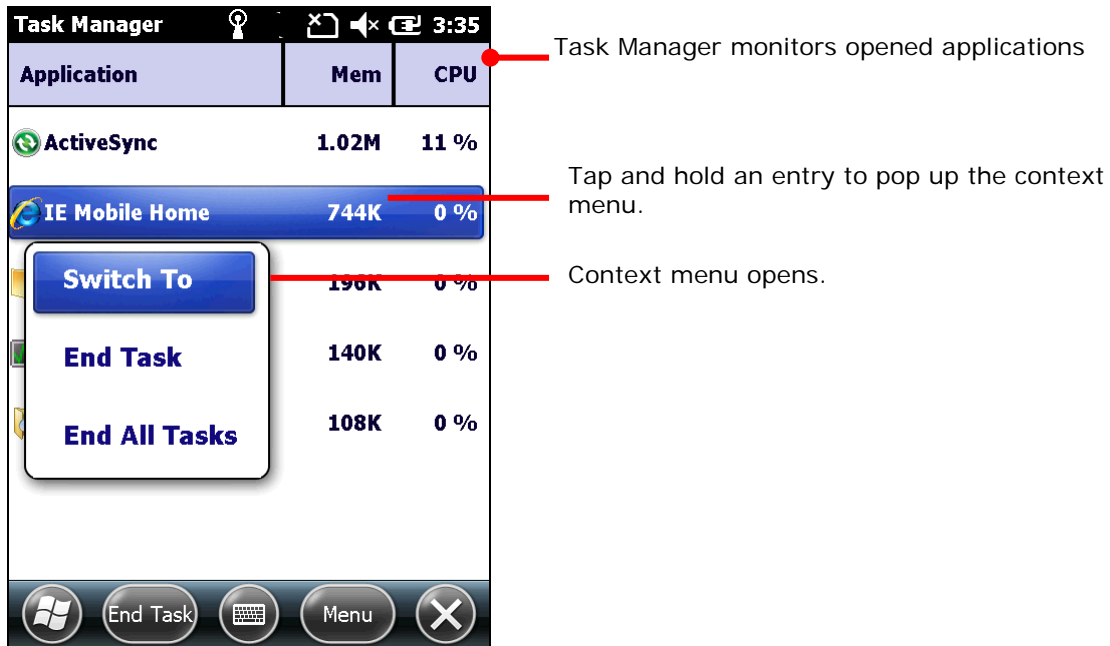 Task Manager 3:35
Task Manager monitors opened applications
Application Mem CPU
ActiveSync 1.02M 11 %
Tap and hold an entry to pop up the context
menu.
IE Mobile Home 744K 0 %
Switch To 196K 0 %
Context menu opens.
End Task 140K 0 %
End All Tasks 108K 0 %
End Task Menu